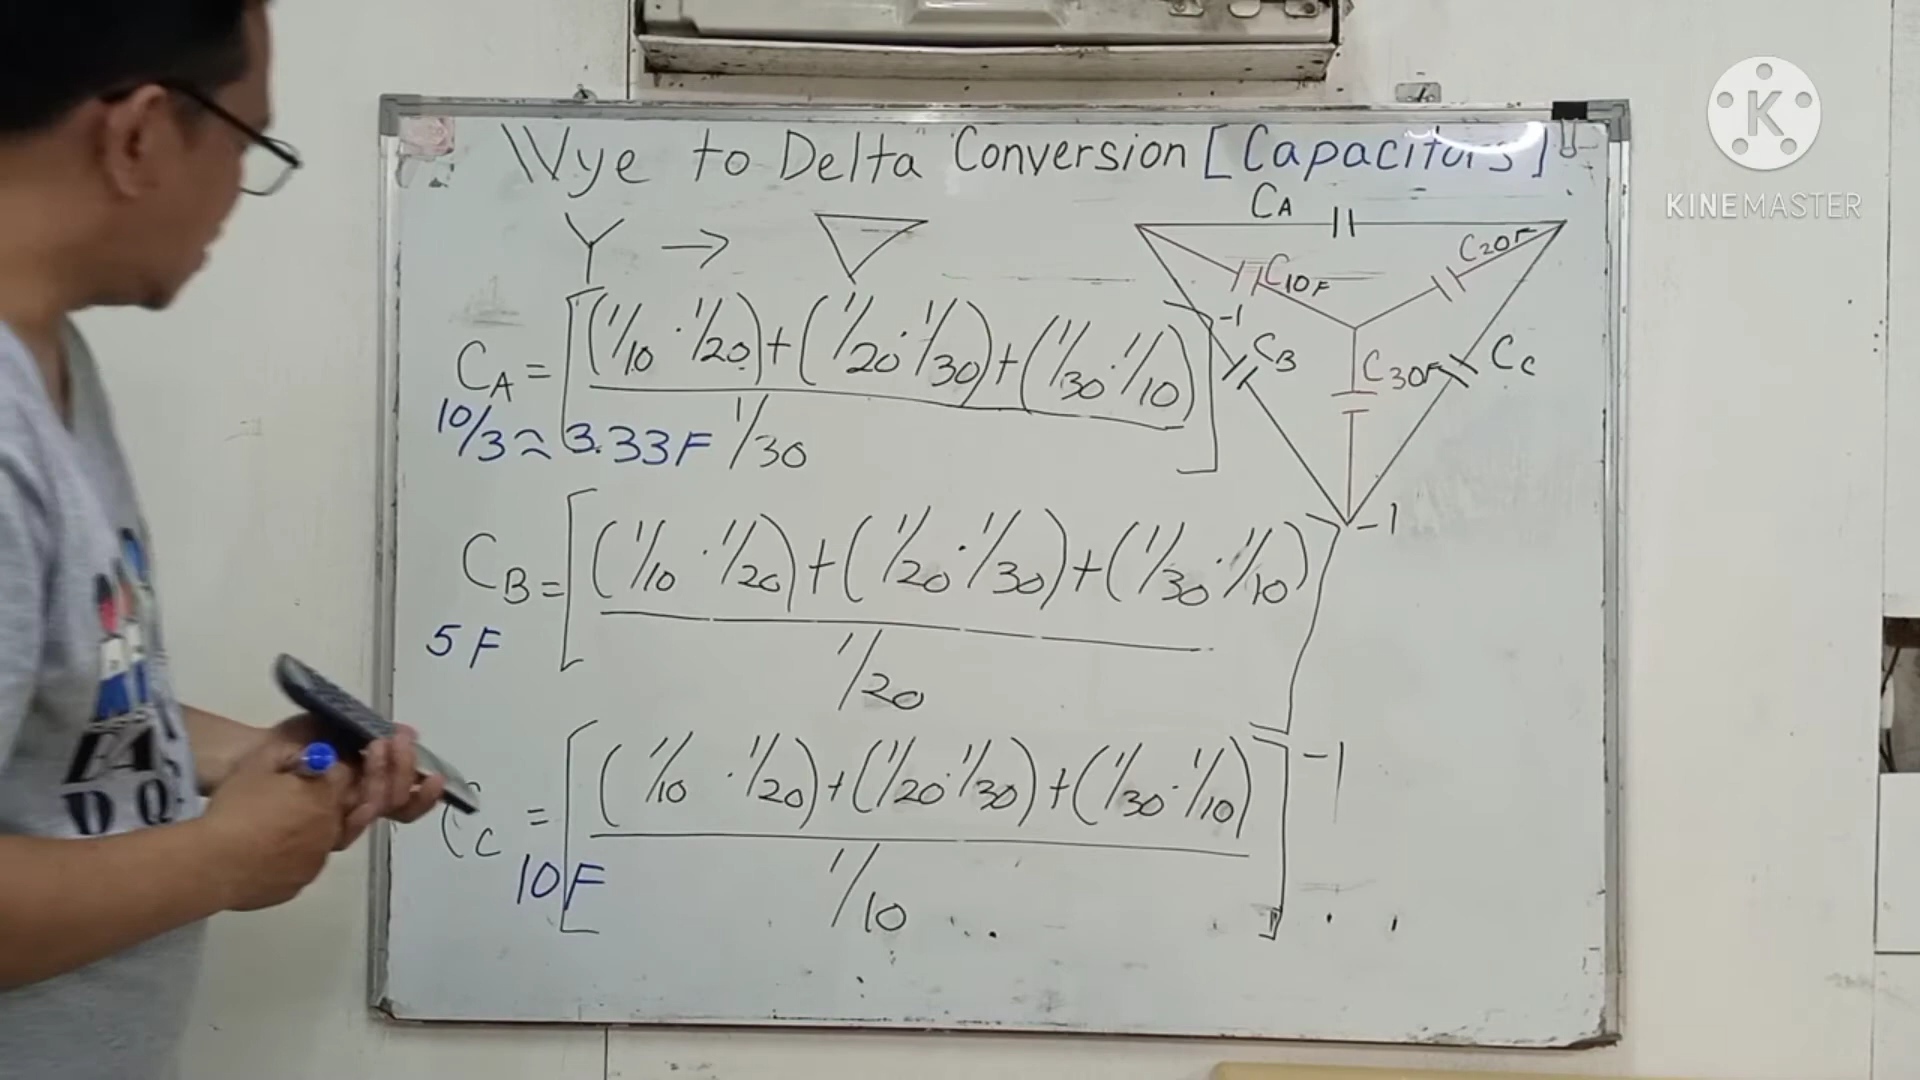 Wye to Delta Conversion [Capacitors]
K
KINEMASTER
Y → ▽
CA
C10F
C20F
CB
C30F
CC
CA = [(1/10 · 1/20) + (1/20 · 1/30) + (1/30 · 1/10)]-1
1/30
10/3 ≈ 3.33F
CB = [(1/10 · 1/20) + (1/20 · 1/30) + (1/30 · 1/10)]-1
1/20
5F
CC = [(1/10 · 1/20) + (1/20 · 1/30) + (1/30 · 1/10)]-1
1/10
10F